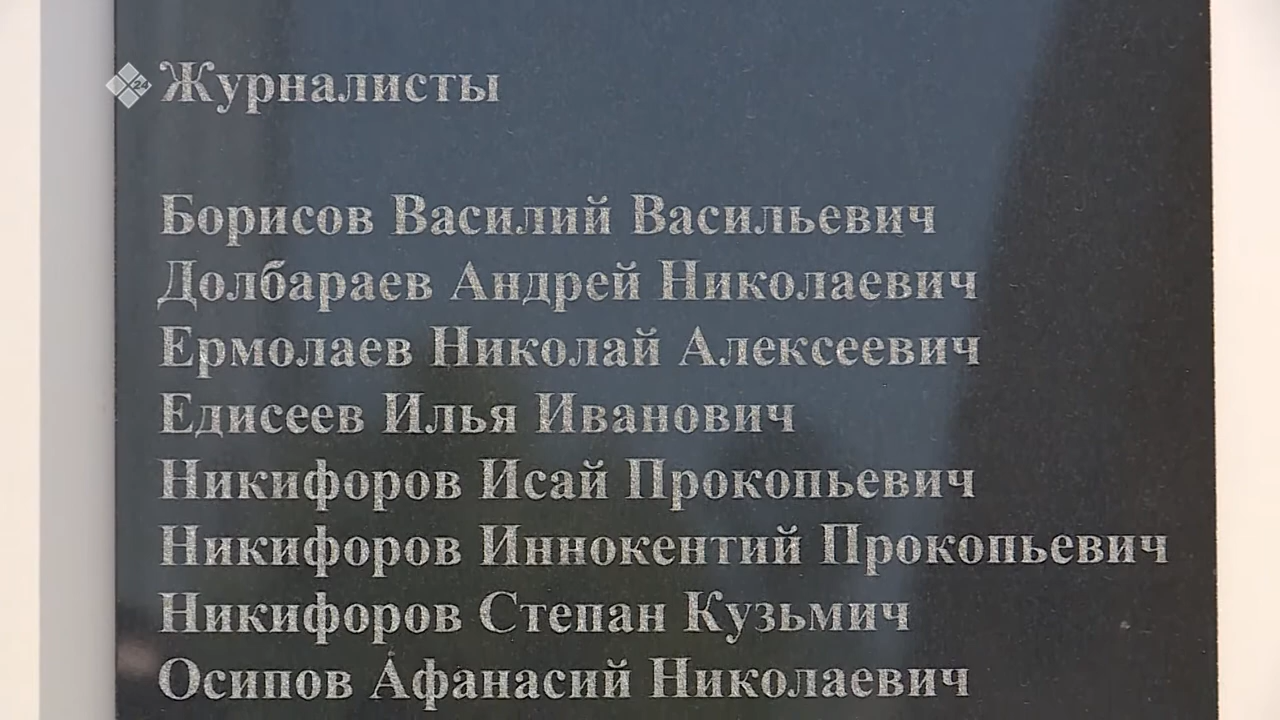 Журналисты
Борисов Василий Васильевич
Долбараев Андрей Николаевич
Ермолаев Николай Алексеевич
Едисеев Илья Иванович
Никифоров Исай Прокопьевич
Никифоров Иннокентий Прокопьевич
Никифоров Степан Кузьмич
Осипов Афанасий Николаевич